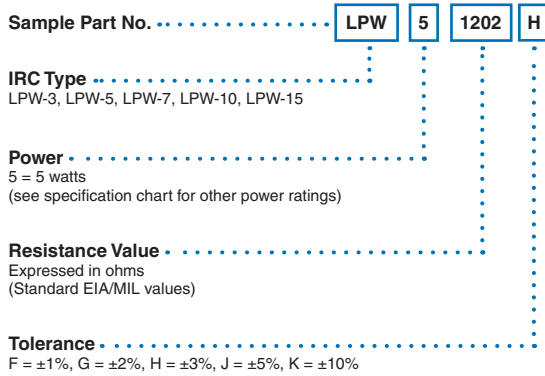 Sample Part No. LPW 5 1202 H
IRC Type
LPW-3, LPW-5, LPW-7, LPW-10, LPW-15
Power
5 = 5 watts
(see specification chart for other power ratings)
Resistance Value
Expressed in ohms
(Standard EIA/MIL values)
Tolerance
F = ±1%, G = ±2%, H = ±3%, J = ±5%, K = ±10%